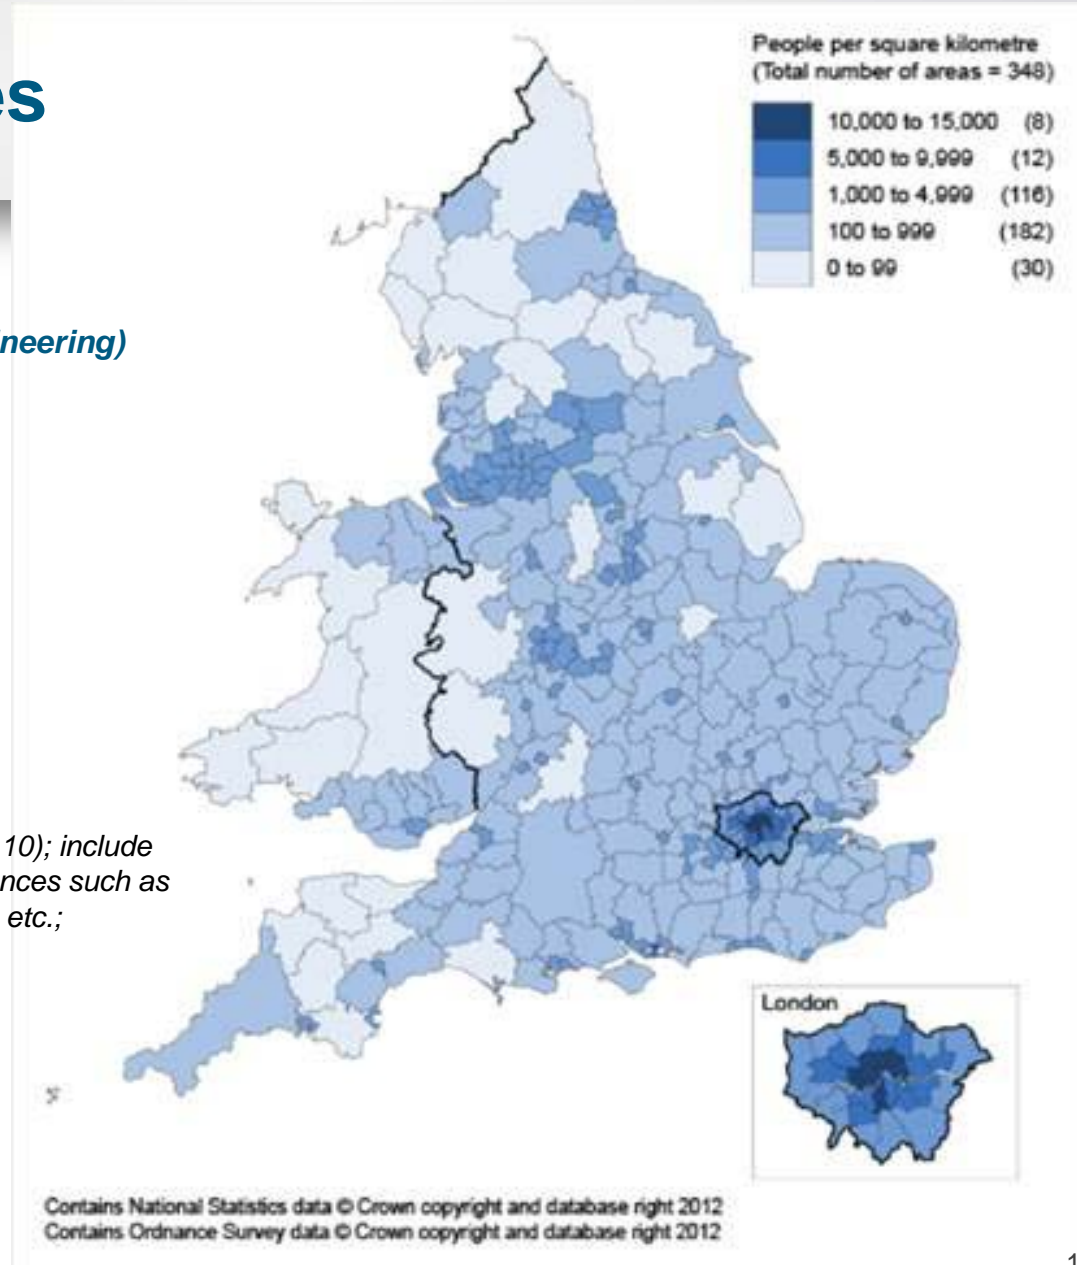 es
neering)
10); include
nces such as
etc.;
People per square kilometre
(Total number of areas = 348)
10,000 to 15,000 (8)
5,000 to 9,999 (12)
1,000 to 4,999 (116)
100 to 999 (182)
0 to 99 (30)
London
Contains National Statistics data © Crown copyright and database right 2012
Contains Ordnance Survey data © Crown copyright and database right 2012
1